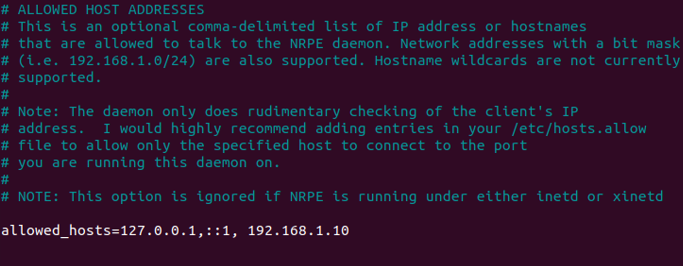 # ALLOWED HOST ADDRESSES
# This is an optional comma-delimited list of IP address or hostnames
# that are allowed to talk to the NRPE daemon. Network addresses with a bit mask
# (i.e. 192.168.1.0/24) are also supported. Hostname wildcards are not currently
# supported.
#
# Note: The daemon only does rudimentary checking of the client's IP
# address.  I would highly recommend adding entries in your /etc/hosts.allow
# file to allow only the specified host to connect to the port
# you are running this daemon on.
#
# NOTE: This option is ignored if NRPE is running under either inetd or xinetd

allowed_hosts=127.0.0.1,::1, 192.168.1.10